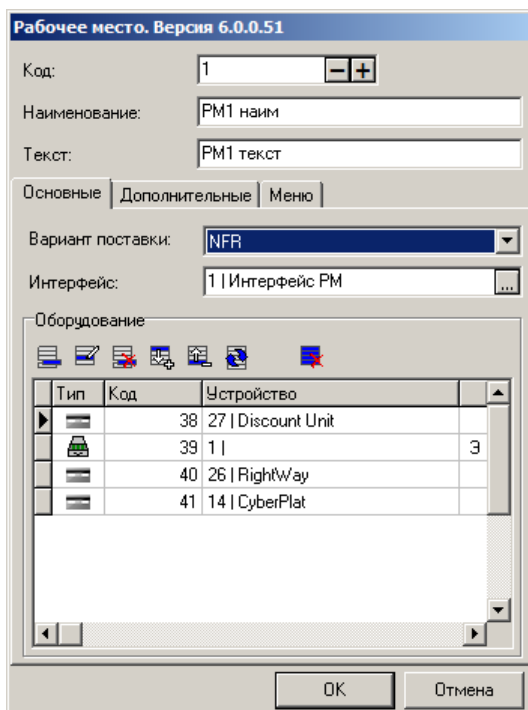 Рабочее место. Версия 6.0.0.51
Код: 1
Наименование: РМ1 наим
Текст: РМ1 текст
Основные Дополнительные Меню
Вариант поставки: NFR
Интерфейс: 1 | Интерфейс РМ ...
Оборудование
Тип Код Устройство
38 27 | Discount Unit
39 1 | Э
40 26 | RightWay
41 14 | CyberPlat
OK Отмена